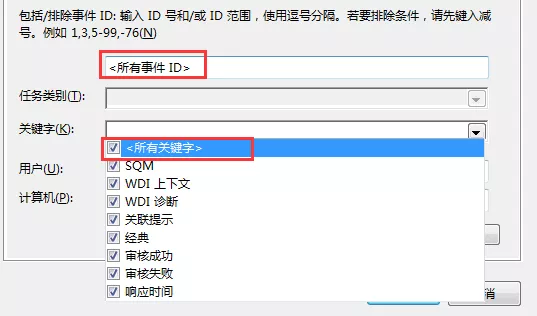 包括/排除事件 ID: 输入 ID 号和/或 ID 范围，使用逗号分隔。若要排除条件，请先键入减
号。例如 1,3,5-99,-76(N)
<所有事件 ID>
任务类别(T):
关键字(K):
<所有关键字>
SQM
用户(U):
WDI 上下文
计算机(P):
WDI 诊断
关联提示
经典
审核成功
审核失败
响应时间
消